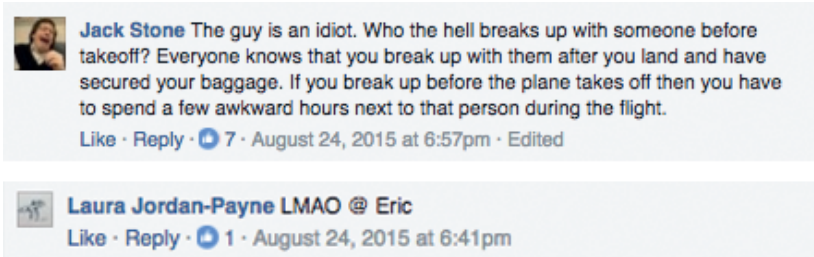 Jack Stone The guy is an idiot. Who the hell breaks up with someone before
takeoff? Everyone knows that you break up with them after you land and have
secured your baggage. If you break up before the plane takes off then you have
to spend a few awkward hours next to that person during the flight.
Like · Reply · 7 · August 24, 2015 at 6:57pm · Edited
Laura Jordan-Payne LMAO @ Eric
Like · Reply · 1 · August 24, 2015 at 6:41pm